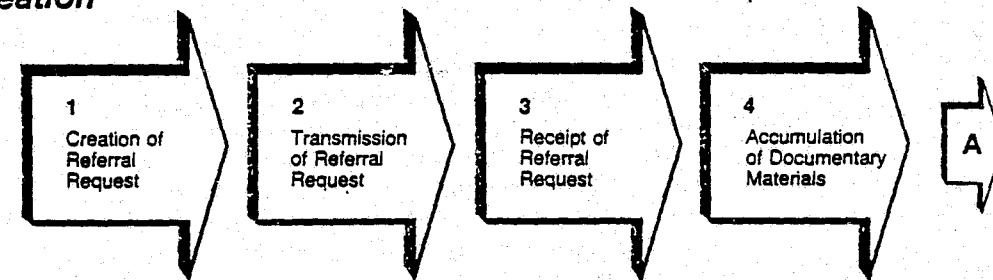 1
Creation of
Referral
Request
2
Transmission
of Referral
Request
3
Receipt of
Referral
Request
4
Accumulation
of Documentary
Materials
A